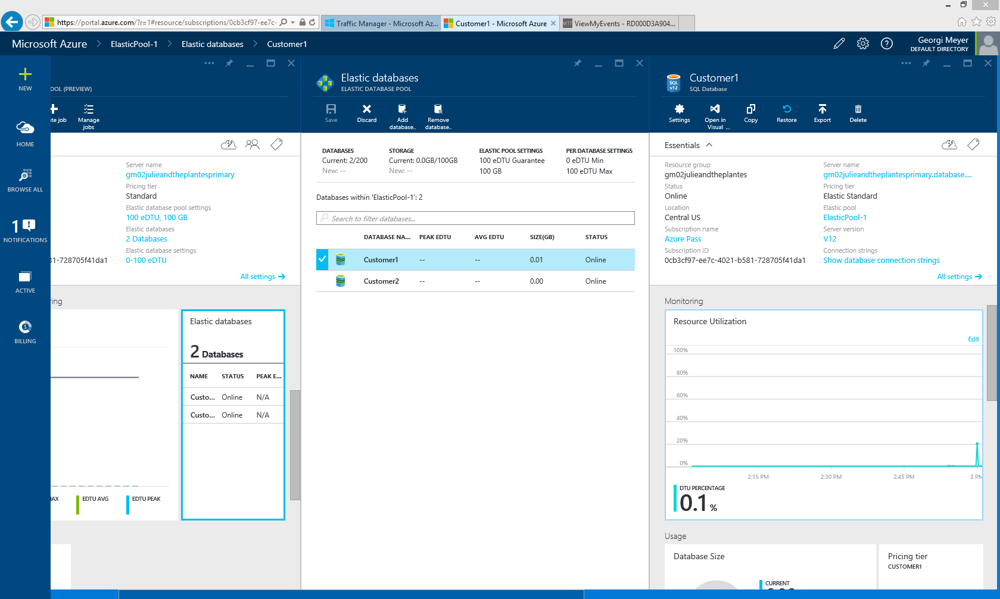 https://portal.azure.com/?r=1#resource/subscriptions/0cb3cf97-ee7c-
Traffic Manager - Microsoft Az...
Customer1 - Microsoft Azure
WTT ViewMyEvents - RD000D3A904...
Microsoft Azure
ElasticPool-1
Elastic databases
Customer1
Georgi Meyer
DEFAULT DIRECTORY
NEW
HOME
BROWSE ALL
1
NOTIFICATIONS
ACTIVE
BILLING
OOL (PREVIEW)
te job
Manage
jobs
Server name
gm02julieandtheplantesprimary
Pricing tier
Standard
Elastic database pool settings
100 eDTU, 100 GB
Elastic databases
2 Databases
Elastic database settings
31-728705f41da1
0-100 eDTU
All settings
ring
Elastic databases
2 Databases
NAME STATUS PEAK E...
Custo... Online N/A
Custo... Online N/A
AX
EDTU AVG
EDTU PEAK
Elastic databases
ELASTIC DATABASE POOL
Save
Discard
Add
database..
Remove
database..
DATABASES
Current: 2/200
New: --
STORAGE
Current: 0.0GB/100GB
New: --
ELASTIC POOL SETTINGS
100 eDTU Guarantee
100 GB
PER DATABASE SETTINGS
0 eDTU Min
100 eDTU Max
Databases within 'ElasticPool-1': 2
Search to filter databases...
DATABASE NA... PEAK EDTU AVG EDTU SIZE(GB) STATUS
Customer1 -- -- 0.01 Online
Customer2 -- -- 0.00 Online
SQL
v12
Customer1
SQL Database
Settings
Open in
Visual ...
Copy
Restore
Export
Delete
Essentials
Resource group
gm02julieandtheplantes
Status
Online
Location
Central US
Subscription name
Azure Pass
Subscription ID
0cb3cf97-ee7c-4021-b581-728705f41da1
Server name
gm02julieandtheplantesprimary.database....
Pricing tier
Elastic Standard
Elastic pool
ElasticPool-1
Server version
V12
Connection strings
Show database connection strings
All settings
Monitoring
Resource Utilization
Edit
100%
80%
60%
40%
20%
0%
2:15 PM 2:30 PM 2:45 PM 3 PM
DTU PERCENTAGE
0.1 %
Usage
Database Size
CURRENT
Pricing tier
CUSTOMER1